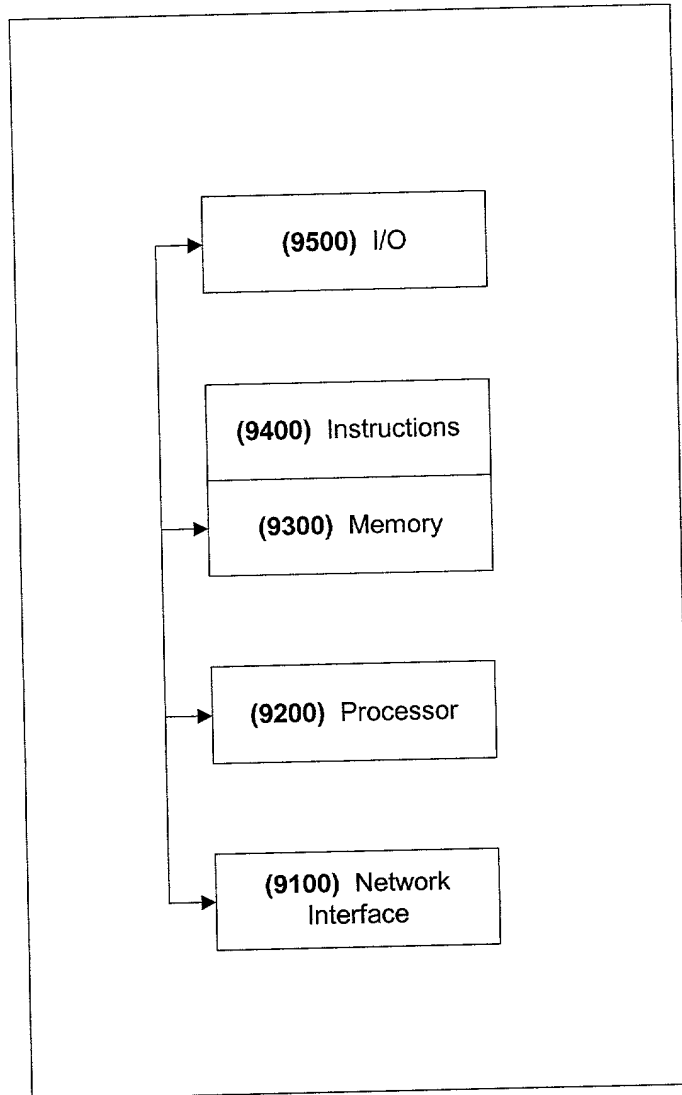 (9500) I/O
(9400) Instructions
(9300) Memory
(9200) Processor
(9100) Network
Interface